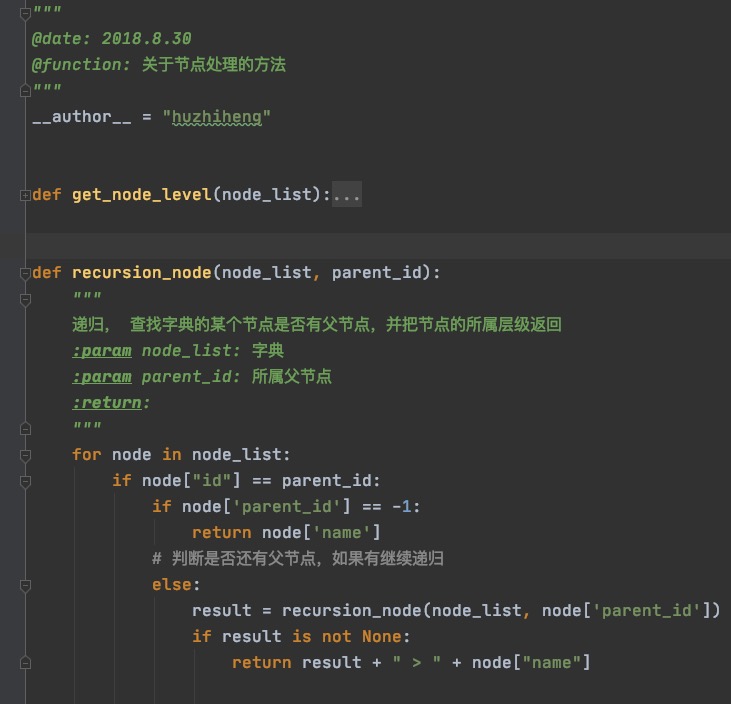 """
@date: 2018.8.30
@function: 关于节点处理的方法
"""
__author__ = "huzhiheng"
def get_node_level(node_list):...
def recursion_node(node_list, parent_id):
"""
递归， 查找字典的某个节点是否有父节点，并把节点的所属层级返回
:param node_list: 字典
:param parent_id: 所属父节点
:return:
"""
for node in node_list:
if node["id"] == parent_id:
if node['parent_id'] == -1:
return node['name']
# 判断是否还有父节点，如果有继续递归
else:
result = recursion_node(node_list, node['parent_id'])
if result is not None:
return result + " > " + node["name"]